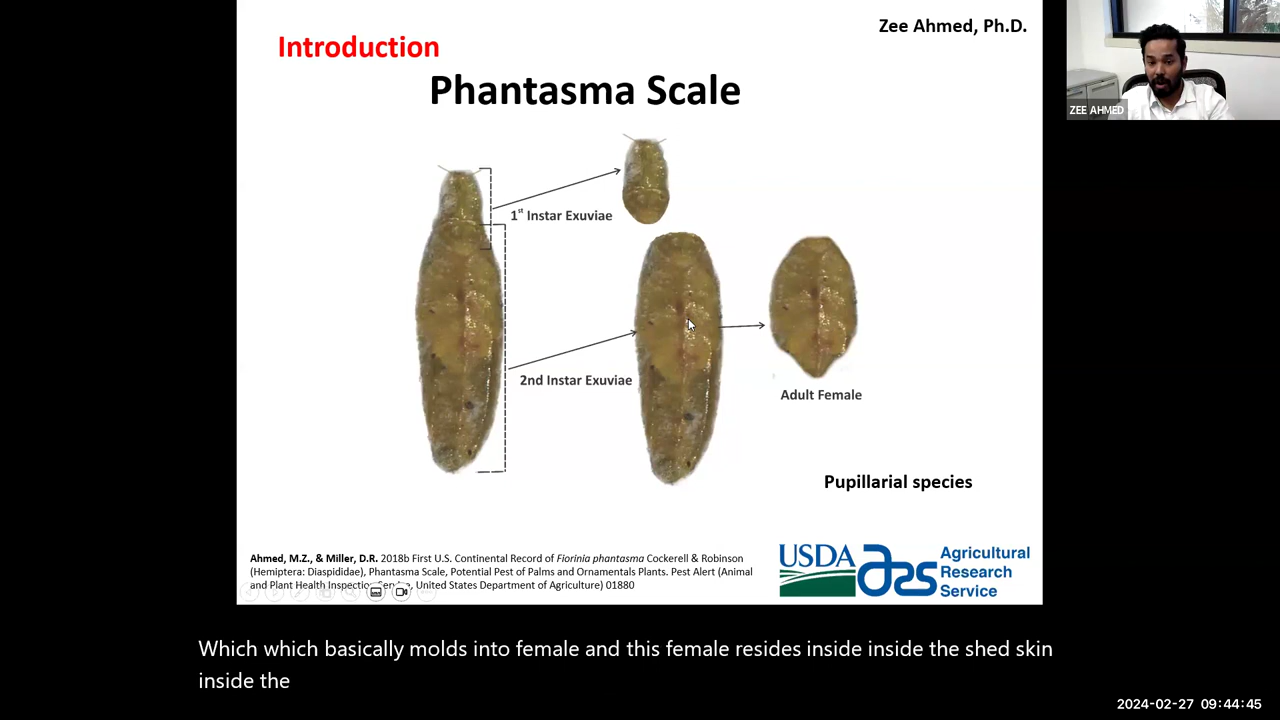 Zee Ahmed, Ph.D.
Introduction
Phantasma Scale
ZEE AHMED
1st Instar Exuviae
2nd Instar Exuviae
Adult Female
Pupillarial species
Ahmed, M.Z., & Miller, D.R. 2018b First U.S. Continental Record of Fiorinia phantasma Cockerell & Robinson
(Hemiptera: Diaspididae), Phantasma Scale, Potential Pest of Palms and Ornamentals Plants. Pest Alert (Animal
and Plant Health Inspection Service, United States Department of Agriculture) 01880
USDA ars Agricultural
Research
Service
Which which basically molds into female and this female resides inside inside the shed skin
inside the
2024-02-27 09:44:45